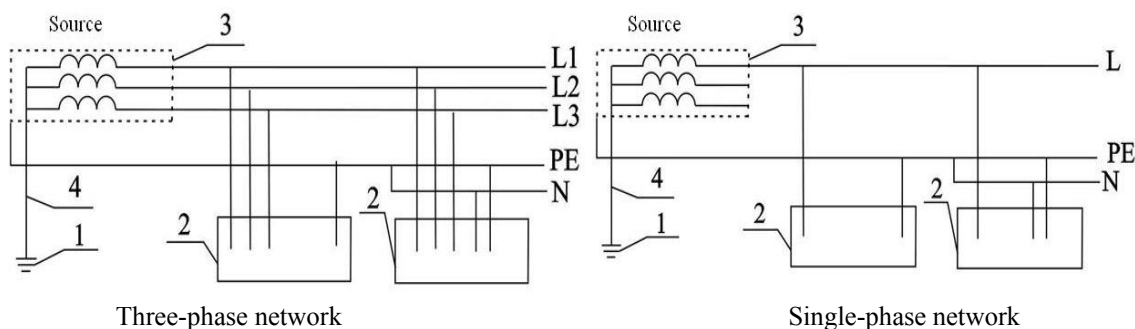 Source
3
L1
L2
L3
PE
N
4
2
2
1
Three-phase network
Source
3
L
PE
N
4
2
2
1
Single-phase network